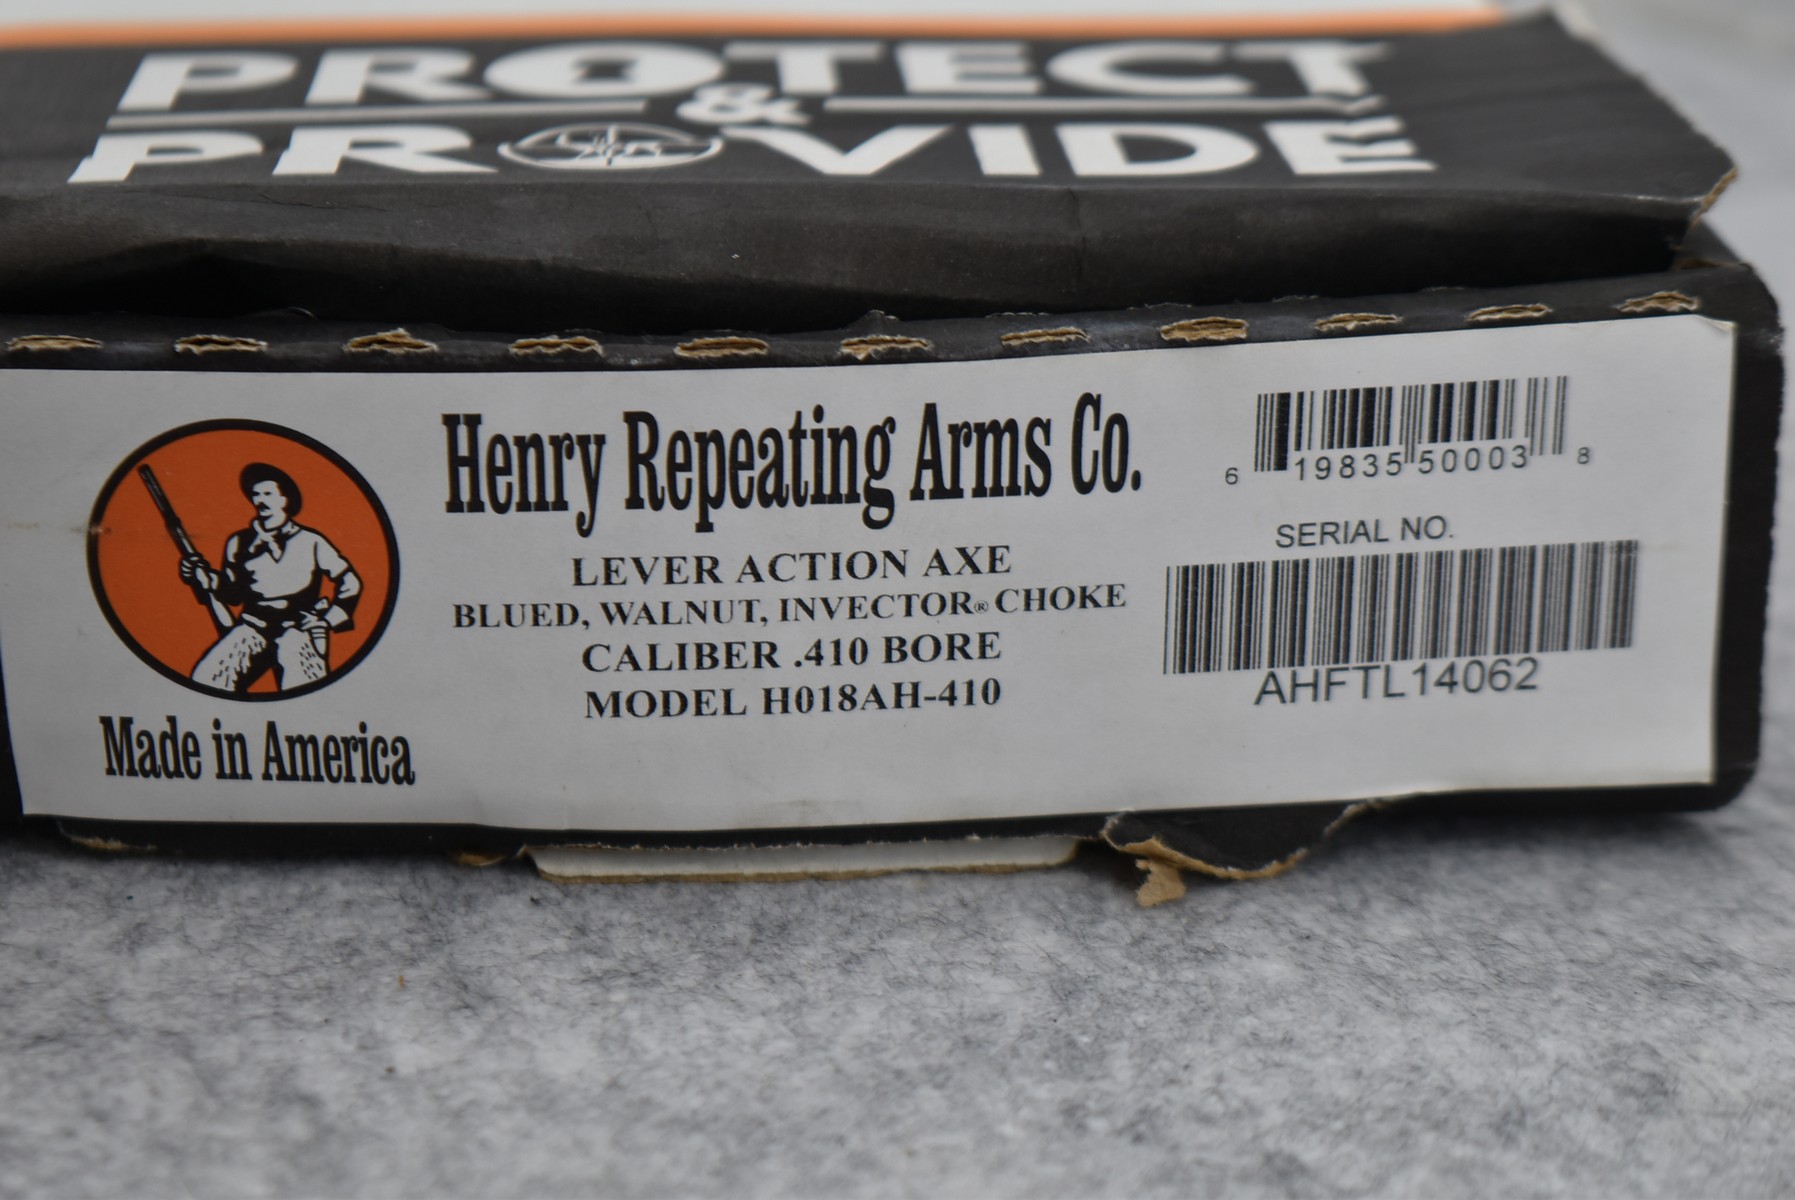 PROTECT
&
PROVIDE
Henry Repeating Arms Co.
LEVER ACTION AXE
BLUED, WALNUT, INVECTOR® CHOKE
CALIBER .410 BORE
MODEL H018AH-410
Made in America
6 19835 50003 8
SERIAL NO.
AHFTL14062